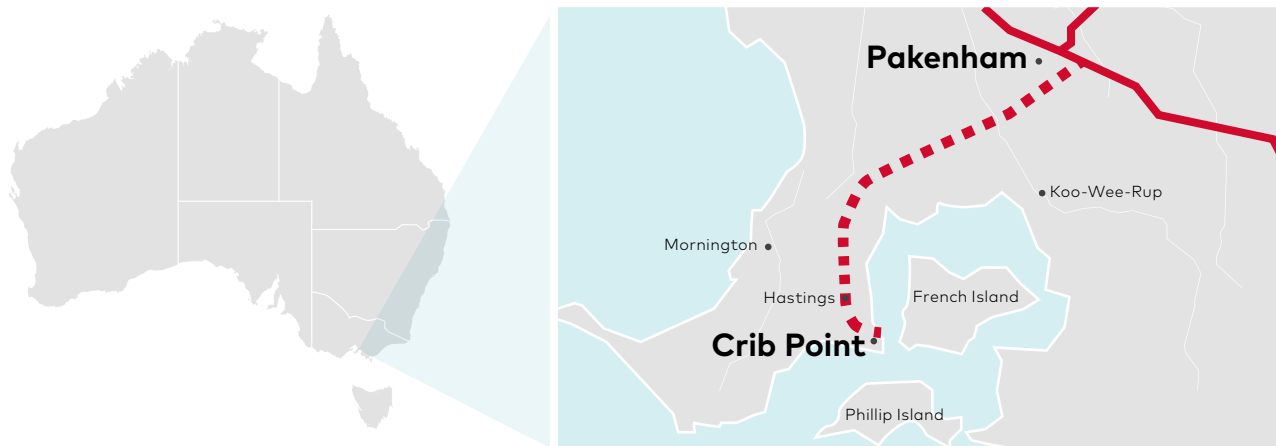 Pakenham
Koo-Wee-Rup
Mornington
Hastings
French Island
Crib Point
Phillip Island